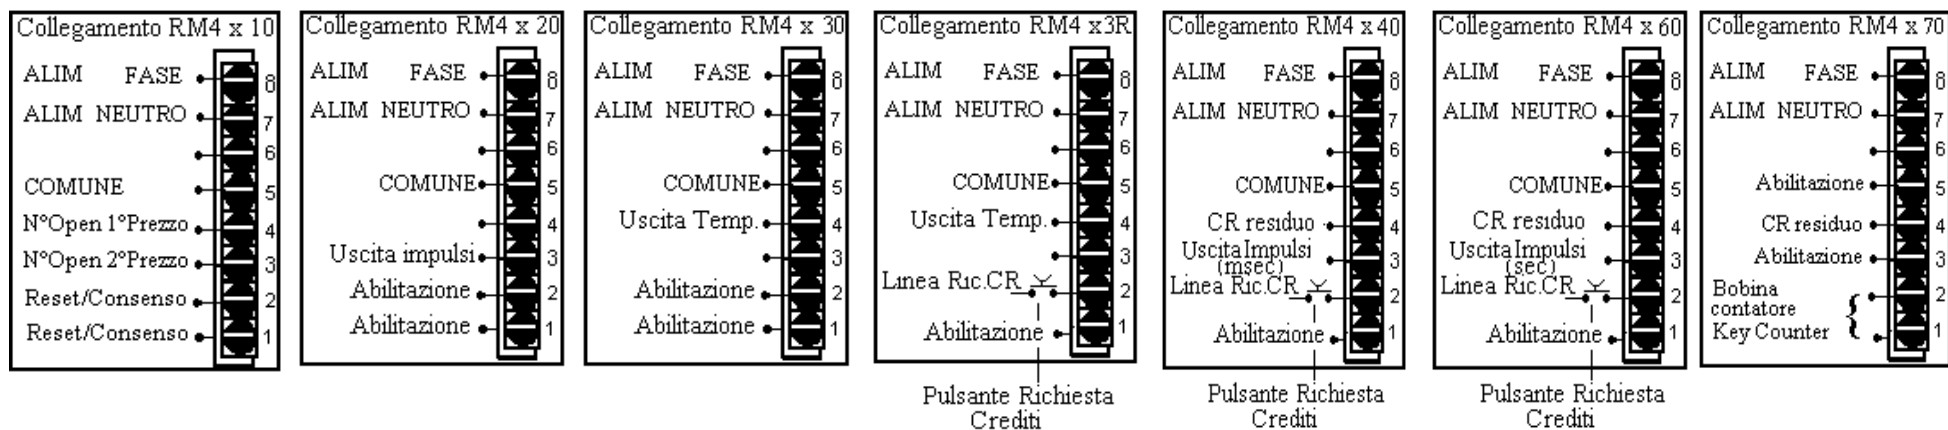 Collegamento RM4 x 10
ALIM FASE 8
ALIM NEUTRO 7
6
COMUNE 5
N°Open 1°Prezzo 4
N°Open 2°Prezzo 3
Reset/Consenso 2
Reset/Consenso 1
Collegamento RM4 x 20
ALIM FASE 8
ALIM NEUTRO 7
6
COMUNE 5
4
Uscita impulsi 3
Abilitazione 2
Abilitazione 1
Collegamento RM4 x 30
ALIM FASE 8
ALIM NEUTRO 7
6
COMUNE 5
Uscita Temp. 4
3
Abilitazione 2
Abilitazione 1
Collegamento RM4 x3R
ALIM FASE 8
ALIM NEUTRO 7
6
COMUNE 5
Uscita Temp. 4
3
Linea Ric.CR 2
Abilitazione 1
Pulsante Richiesta
Crediti
Collegamento RM4 x40
ALIM FASE 8
ALIM NEUTRO 7
6
COMUNE 5
CR residuo 4
Uscita Impulsi 3
(msec)
Linea Ric.CR 2
Abilitazione 1
Pulsante Richiesta
Crediti
Collegamento RM4 x 60
ALIM FASE 8
ALIM NEUTRO 7
6
COMUNE 5
CR residuo 4
Uscita Impulsi 3
(sec)
Linea Ric.CR 2
Abilitazione 1
Pulsante Richiesta
Crediti
Collegamento RM4 x 70
ALIM FASE 8
ALIM NEUTRO 7
6
Abilitazione 5
CR residuo 4
Abilitazione 3
Bobina 2
contatore
Key Counter 1